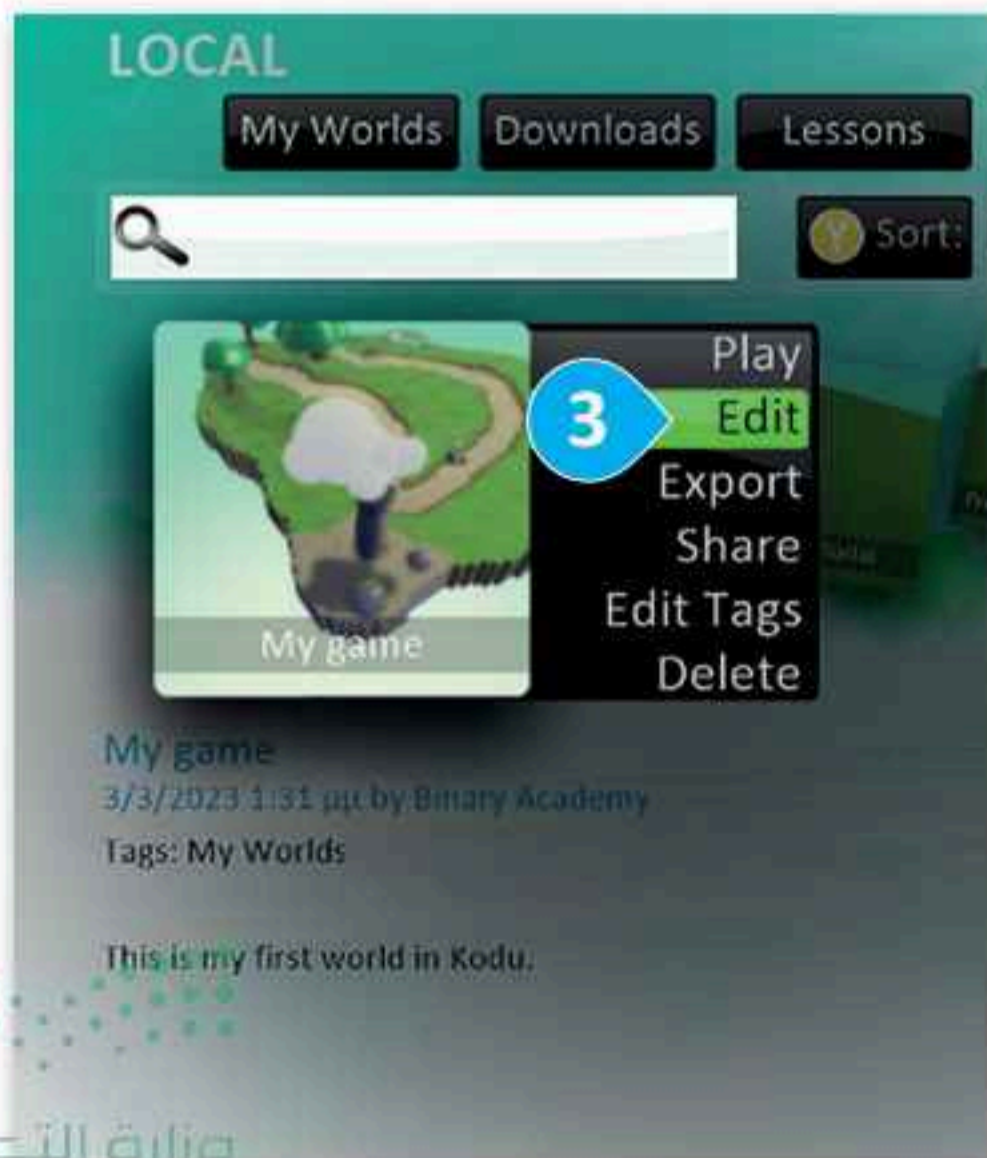 LOCAL
My Worlds Downloads Lessons
Sort:
Play
3 Edit
Export
Share
Edit Tags
Delete
My game
My game
3/3/2023 1:31 μμ by Binary Academy
Tags: My Worlds
This is my first world in Kodu.